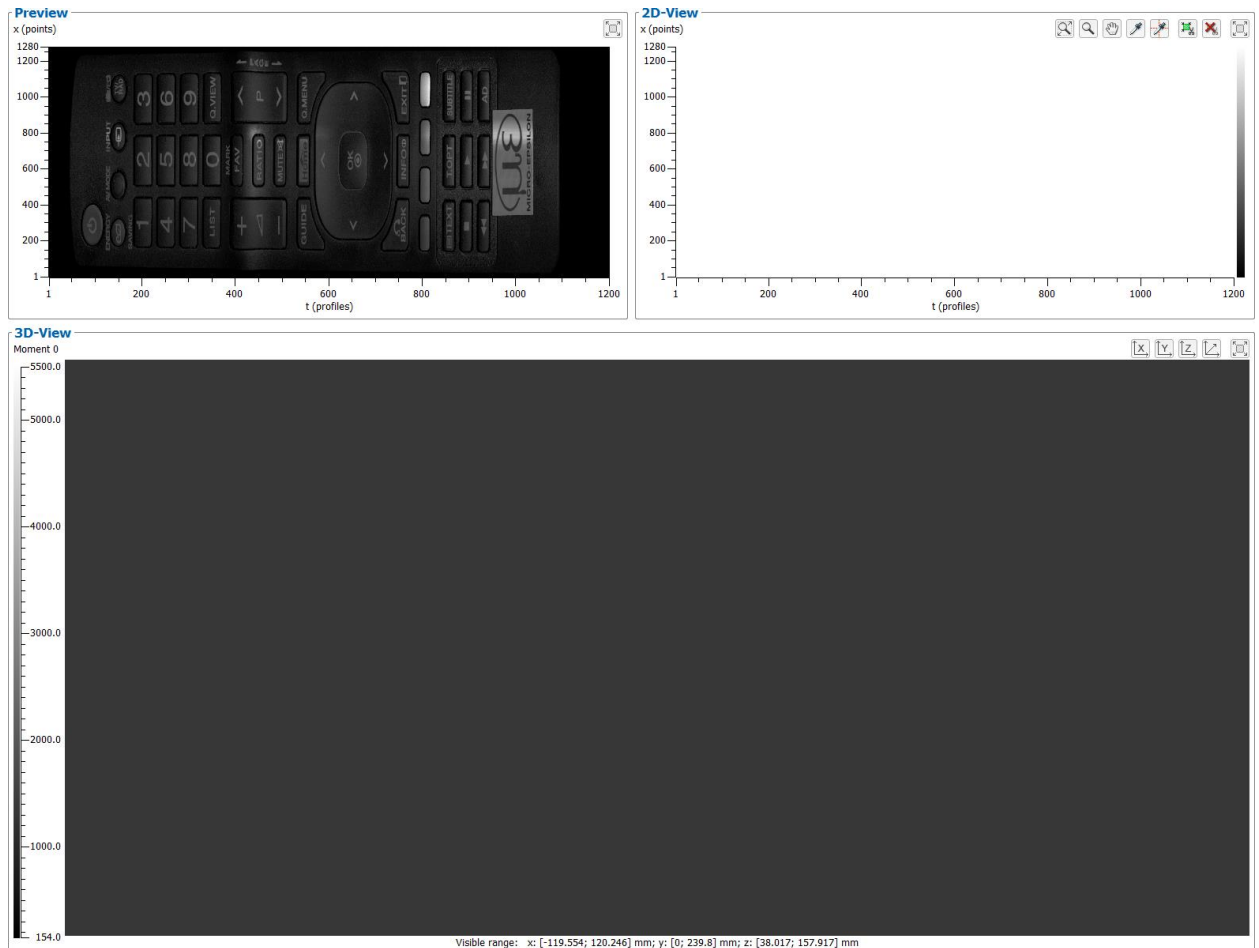 Preview
x (points)
1280
1200
1000
800
600
400
200
1
1 200 400 600 800 1000 1200
t (profiles)
INPUT
AV MODE
ENERGY
SAVING
3 6 9 Q.VIEW
2 5 8 0
1 4 7 LIST
MARK
FAV
RATIO
MUTE
P
+ -
Q.MENU
GUIDE
OK
EXIT
INFO
BACK
SUBTITLE
T.OPT
TEXT
AD
MICRO-EPSILON
2D-View
x (points)
1280
1200
1000
800
600
400
200
1
1 200 400 600 800 1000 1200
t (profiles)
3D-View
Moment 0
X Y Z
5500.0
5000.0
4000.0
3000.0
2000.0
1000.0
154.0
Visible range: x: [-119.554; 120.246] mm; y: [0; 239.8] mm; z: [38.017; 157.917] mm